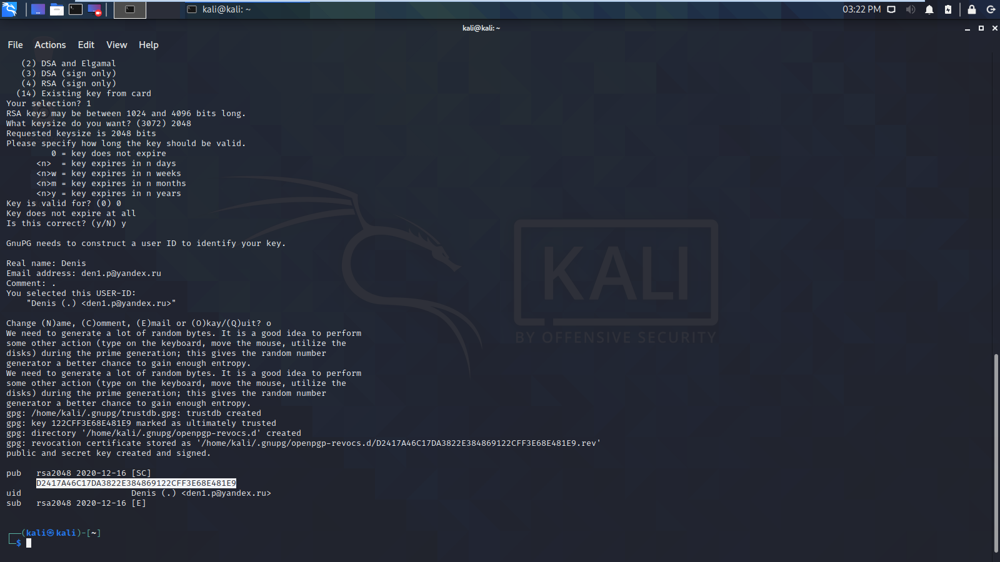 kali@kali: ~
03:22 PM
kali@kali: ~
File Actions Edit View Help
(2) DSA and Elgamal
(3) DSA (sign only)
(4) RSA (sign only)
(14) Existing key from card
Your selection? 1
RSA keys may be between 1024 and 4096 bits long.
What keysize do you want? (3072) 2048
Requested keysize is 2048 bits
Please specify how long the key should be valid.
0 = key does not expire
<n>  = key expires in n days
<n>w = key expires in n weeks
<n>m = key expires in n months
<n>y = key expires in n years
Key is valid for? (0) 0
Key does not expire at all
Is this correct? (y/N) y
GnuPG needs to construct a user ID to identify your key.
Real name: Denis
Email address: den1.p@yandex.ru
Comment: .
You selected this USER-ID:
"Denis (.) <den1.p@yandex.ru>"
Change (N)ame, (C)omment, (E)mail or (O)kay/(Q)uit? o
We need to generate a lot of random bytes. It is a good idea to perform
some other action (type on the keyboard, move the mouse, utilize the
disks) during the prime generation; this gives the random number
generator a better chance to gain enough entropy.
We need to generate a lot of random bytes. It is a good idea to perform
some other action (type on the keyboard, move the mouse, utilize the
disks) during the prime generation; this gives the random number
generator a better chance to gain enough entropy.
gpg: /home/kali/.gnupg/trustdb.gpg: trustdb created
gpg: key 122CFF3E68E481E9 marked as ultimately trusted
gpg: directory '/home/kali/.gnupg/openpgp-revocs.d' created
gpg: revocation certificate stored as '/home/kali/.gnupg/openpgp-revocs.d/D2417A46C17DA3822E384869122CFF3E68E481E9.rev'
public and secret key created and signed.
pub   rsa2048 2020-12-16 [SC]
D2417A46C17DA3822E384869122CFF3E68E481E9
uid                      Denis (.) <den1.p@yandex.ru>
sub   rsa2048 2020-12-16 [E]
(kali㉿kali)-[~]
$
KALI
BY OFFENSIVE SECURITY